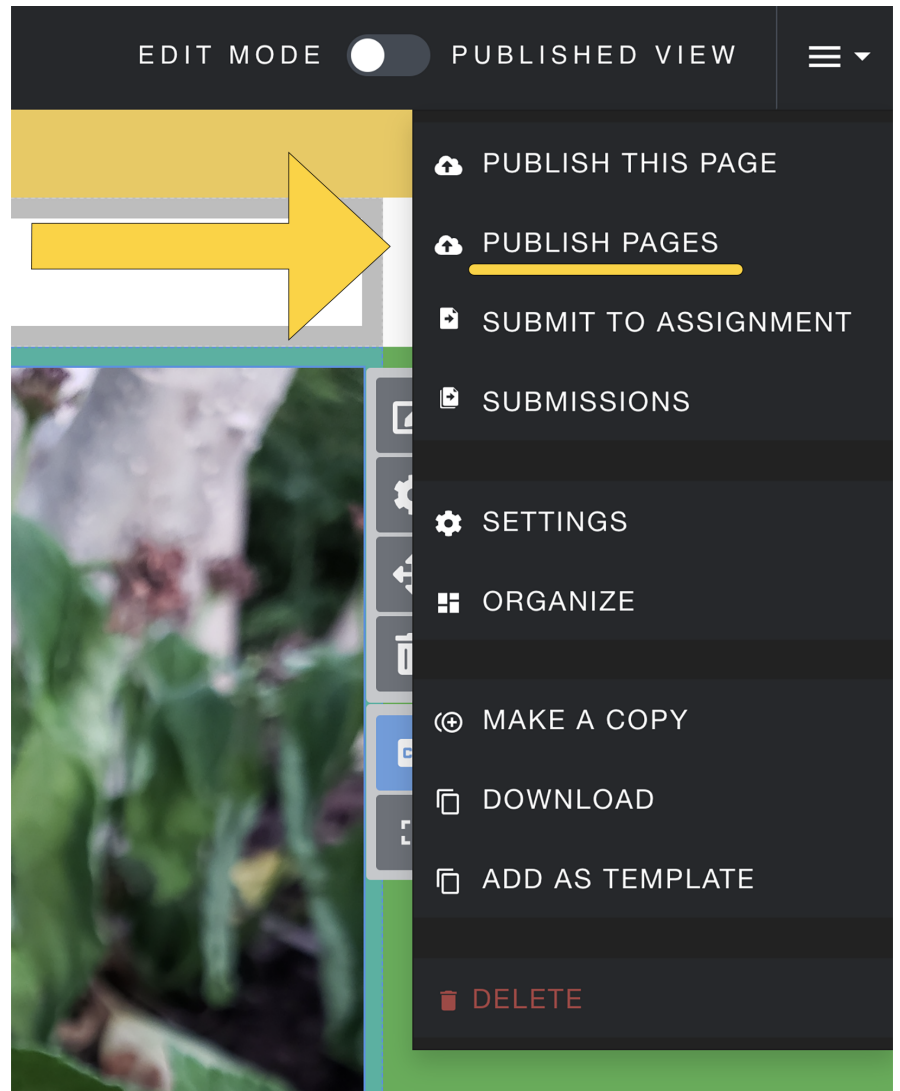 EDIT MODE PUBLISHED VIEW
PUBLISH THIS PAGE
PUBLISH PAGES
SUBMIT TO ASSIGNMENT
SUBMISSIONS
SETTINGS
ORGANIZE
MAKE A COPY
DOWNLOAD
ADD AS TEMPLATE
DELETE